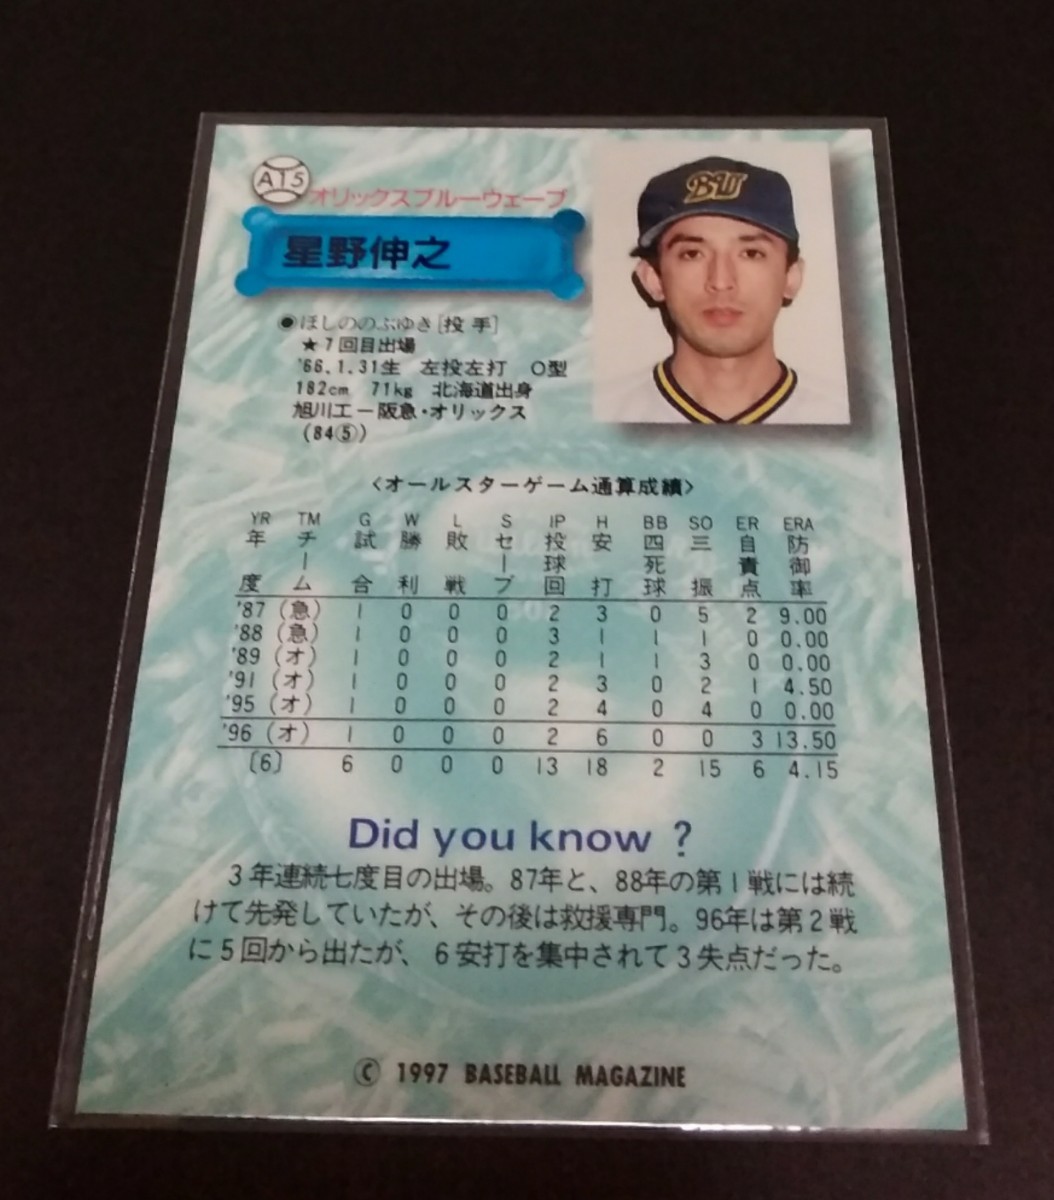 A15
オリックスブルーウェーブ
星野伸之
BW
●ほしののぶゆき[投手]
★7回目出場
'66.1.31生 左投左打 O型
182cm 71kg 北海道出身
旭川工ー阪急・オリックス
(84⑤)
〈オールスターゲーム通算成績〉
YR TM G W L S IP H BB SO ER ERA
年度 チーム 試合 勝利 敗戦 セーブ 投球回 安打 四死球 三振 自責点 防御率
'87(急) 1 0 0 0 2 3 0 5 2 9.00
'88(急) 1 0 0 0 3 1 1 1 0 0.00
'89(オ) 1 0 0 0 2 1 1 3 0 0.00
'91(オ) 1 0 0 0 2 3 0 2 1 4.50
'95(オ) 1 0 0 0 2 4 0 4 0 0.00
'96(オ) 1 0 0 0 2 6 0 0 3 13.50
〔6〕 6 0 0 0 13 18 2 15 6 4.15
Did you know ?
3年連続七度目の出場。87年と、88年の第1戦には続
けて先発していたが、その後は救援専門。96年は第2戦
に5回から出たが、6安打を集中されて3失点だった。
© 1997 BASEBALL MAGAZINE